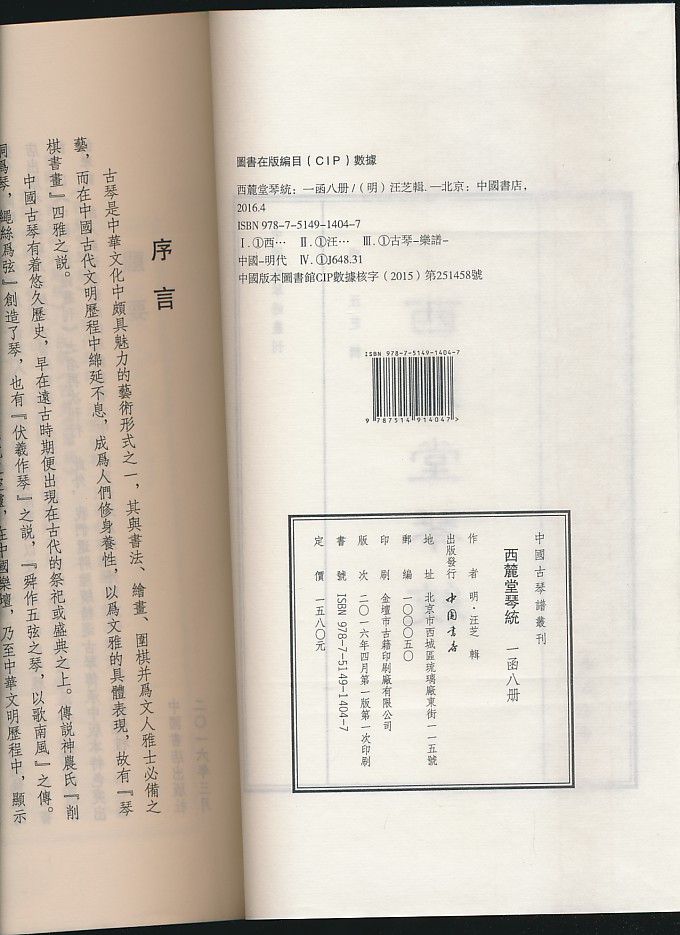 圖書在版編目(CIP)數據
西麓堂琴統：一函八册/(明)汪芝輯.—北京：中國書店，
2016.4
ISBN 978-7-5149-1404-7
Ⅰ.①西… Ⅱ.①汪… Ⅲ.①古琴-樂譜-
中國-明代 Ⅳ.①J648.31
中國版本圖書館CIP數據核字(2015)第251458號
ISBN 978-7-5149-1404-7
9 787514 914047 >
中國古琴譜叢刊
西麓堂琴統 一函八册
作者 明·汪芝 輯
出版發行 中国书店
地址 北京市西城區琉璃廠東街一一五號
郵編 一〇〇〇五〇
印刷 金壇市古籍印刷廠有限公司
版次 二〇一六年四月第一版第一次印刷
書號 ISBN 978-7-5149-1404-7
定價 一五八〇元
序言
古琴是中華文化中頗具魅力的藝術形式之一，其與書法、繪畫、圍棋并爲文人雅士必備之
藝，而在中國古代文明歷程中綿延不息，成爲人們修身養性，以爲文雅的具體表現，故有『琴
棋書畫』四雅之説。
中國古琴有着悠久歷史，早在遠古時期便出現在古代的祭祀或盛典之上。傳説神農氏『削
桐爲琴，繩絲爲弦』創造了琴，也有『伏羲作琴』之説，『舜作五弦之琴，以歌南風』之傳。
在中國樂壇，乃至中華文明歷程中，顯示